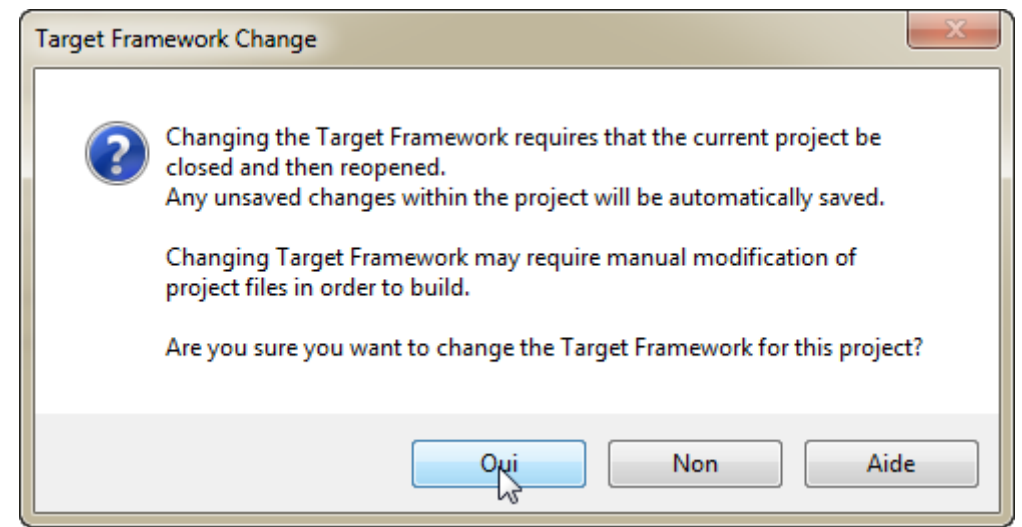 Target Framework Change
Changing the Target Framework requires that the current project be
closed and then reopened.
Any unsaved changes within the project will be automatically saved.
Changing Target Framework may require manual modification of
project files in order to build.
Are you sure you want to change the Target Framework for this project?
Oui
Non
Aide